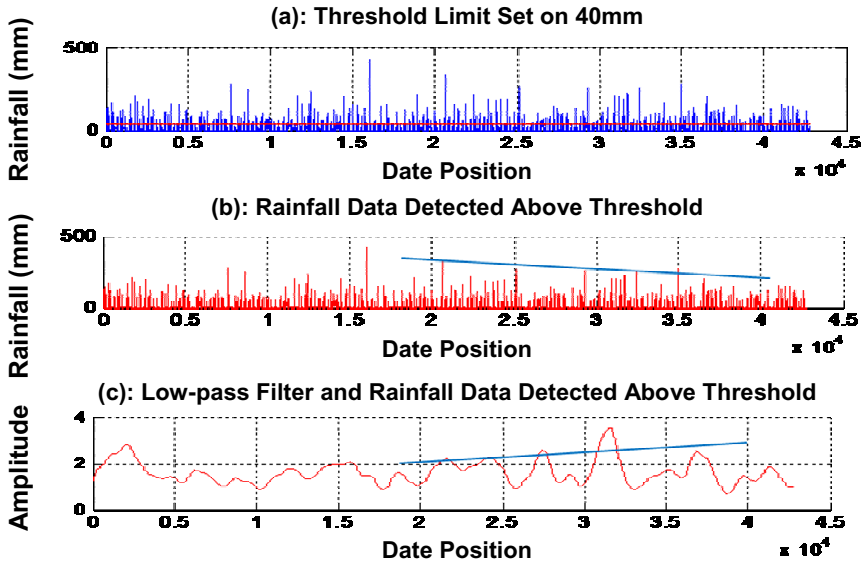 (a): Threshold Limit Set on 40mm
Rainfall (mm)
500
0
0 0.5 1 1.5 2 2.5 3 3.5 4 4.5
Date Position
x 10^4
(b): Rainfall Data Detected Above Threshold
Rainfall (mm)
500
0
0 0.5 1 1.5 2 2.5 3 3.5 4 4.5
Date Position
x 10^4
(c): Low-pass Filter and Rainfall Data Detected Above Threshold
Amplitude
4
2
0
0 0.5 1 1.5 2 2.5 3 3.5 4 4.5
Date Position
x 10^4